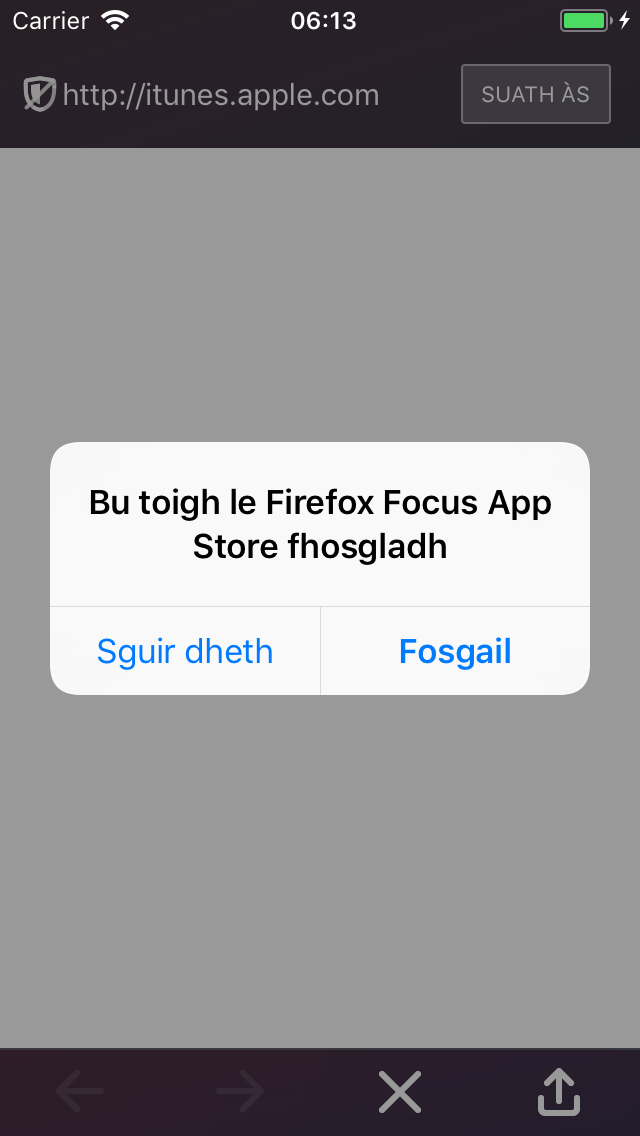 Carrier 06:13
http://itunes.apple.com SUATH ÀS
Bu toigh le Firefox Focus App
Store fhosgladh
Sguir dheth Fosgail